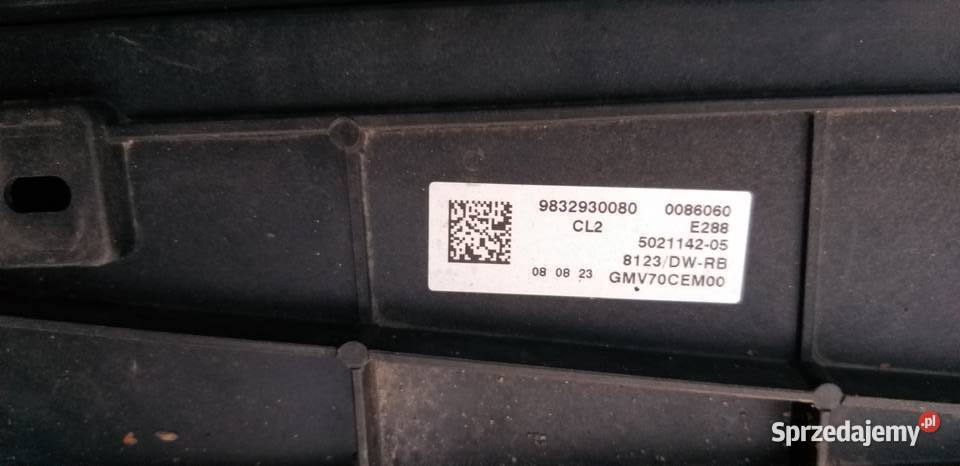 9832930080 0086060
CL2 E288
5021142-05
8123/DW-RB
08 08 23 GMV70CEM00
Sprzedajemy.pl